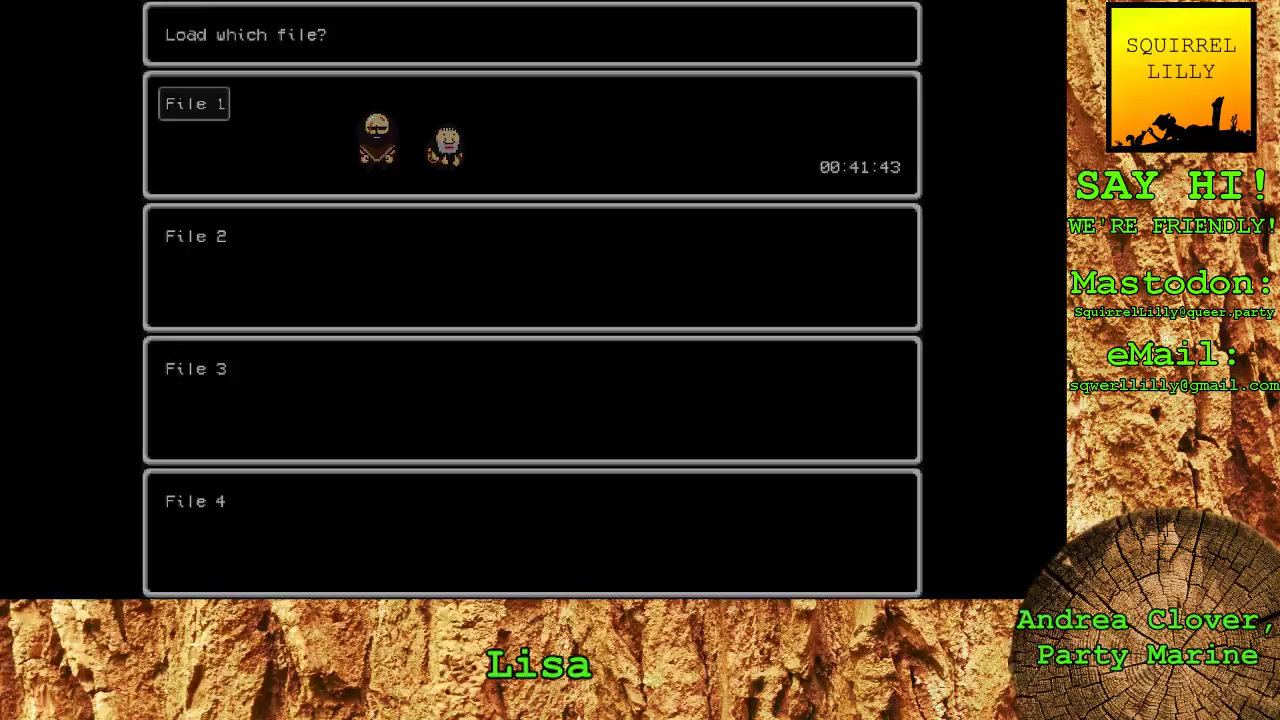 Load which file?
File 1
00:41:43
File 2
File 3
File 4
SQUIRREL
LILLY
SAY HI!
WE'RE FRIENDLY!
Mastodon:
SquirrelLilly@queer.party
eMail:
sqwerllilly@gmail.com
Andrea Clover,
Party Marine
Lisa